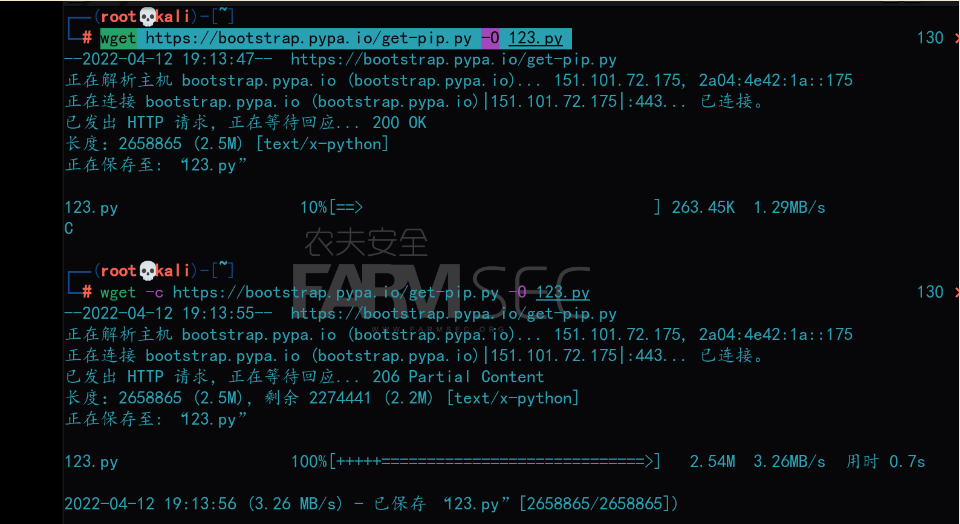 ┌──(root💀kali)-[~]
└─# wget https://bootstrap.pypa.io/get-pip.py -O 123.py 130 ×
--2022-04-12 19:13:47-- https://bootstrap.pypa.io/get-pip.py
正在解析主机 bootstrap.pypa.io (bootstrap.pypa.io)... 151.101.72.175, 2a04:4e42:1a::175
正在连接 bootstrap.pypa.io (bootstrap.pypa.io)|151.101.72.175|:443... 已连接。
已发出 HTTP 请求，正在等待回应... 200 OK
长度：2658865 (2.5M) [text/x-python]
正在保存至: “123.py”
123.py 10%[==> ] 263.45K 1.29MB/s
C
农夫安全
FARMSEC
WWW.FARMSEC.ORG
┌──(root💀kali)-[~]
└─# wget -c https://bootstrap.pypa.io/get-pip.py -O 123.py 130 ×
--2022-04-12 19:13:55-- https://bootstrap.pypa.io/get-pip.py
正在解析主机 bootstrap.pypa.io (bootstrap.pypa.io)... 151.101.72.175, 2a04:4e42:1a::175
正在连接 bootstrap.pypa.io (bootstrap.pypa.io)|151.101.72.175|:443... 已连接。
已发出 HTTP 请求，正在等待回应... 206 Partial Content
长度：2658865 (2.5M)，剩余 2274441 (2.2M) [text/x-python]
正在保存至: “123.py”
123.py 100%[+++++=============================>] 2.54M 3.26MB/s 用时 0.7s
2022-04-12 19:13:56 (3.26 MB/s) - 已保存 “123.py” [2658865/2658865])